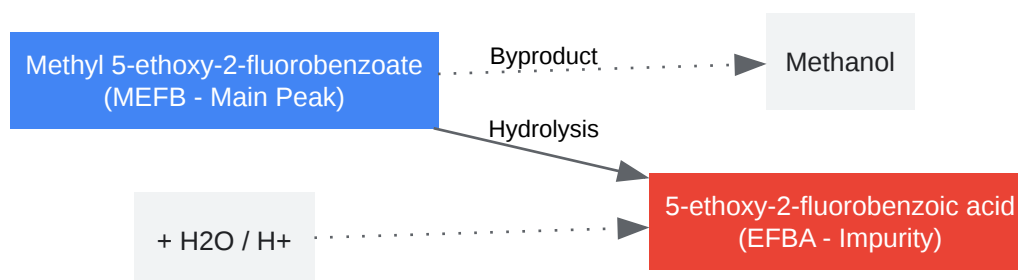 Methyl 5-ethoxy-2-fluorobenzoate
(MEFB - Main Peak)
Byproduct
Methanol
Hydrolysis
5-ethoxy-2-fluorobenzoic acid
(EFBA - Impurity)
+ H2O / H+